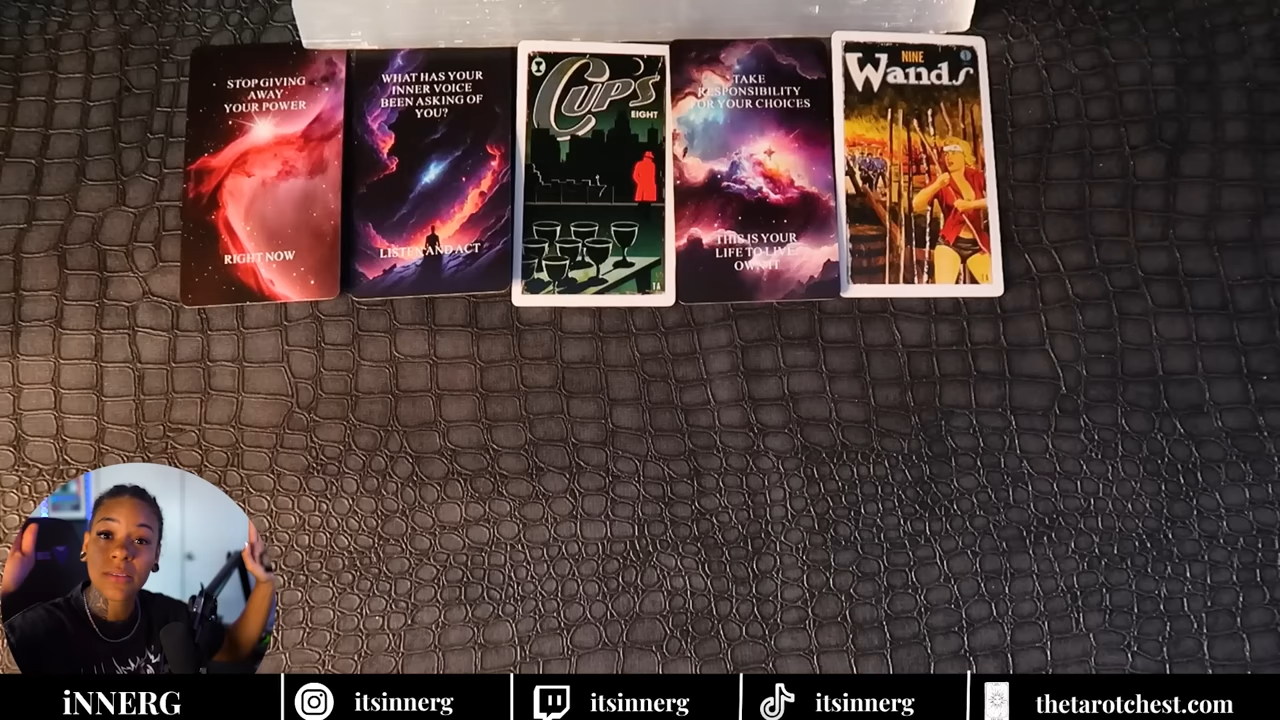 STOP GIVING
AWAY
YOUR POWER
RIGHT NOW
WHAT HAS YOUR
INNER VOICE
BEEN ASKING OF
YOU?
LISTEN AND ACT
CUPS
EIGHT
1A
TAKE
RESPONSIBILITY
FOR YOUR CHOICES
THIS IS YOUR
LIFE TO LIVE.
OWN IT
NINE
Wands
1A
iNNERG
itsinnerg
itsinnerg
itsinnerg
thetarotchest.com